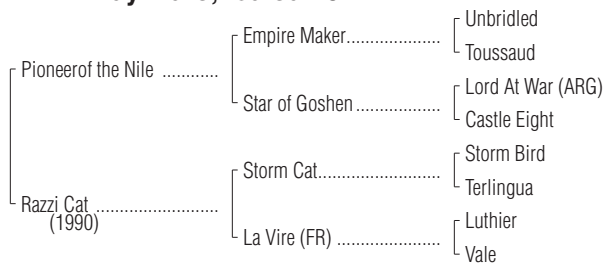 Unbridled
Empire Maker....................
Toussaud
Pioneerof the Nile ............
Lord At War (ARG)
Star of Goshen ..................
Castle Eight
Storm Bird
Storm Cat..........................
Terlingua
Razzi Cat ..........................
(1990)
Luthier
La Vire (FR) ......................
Vale